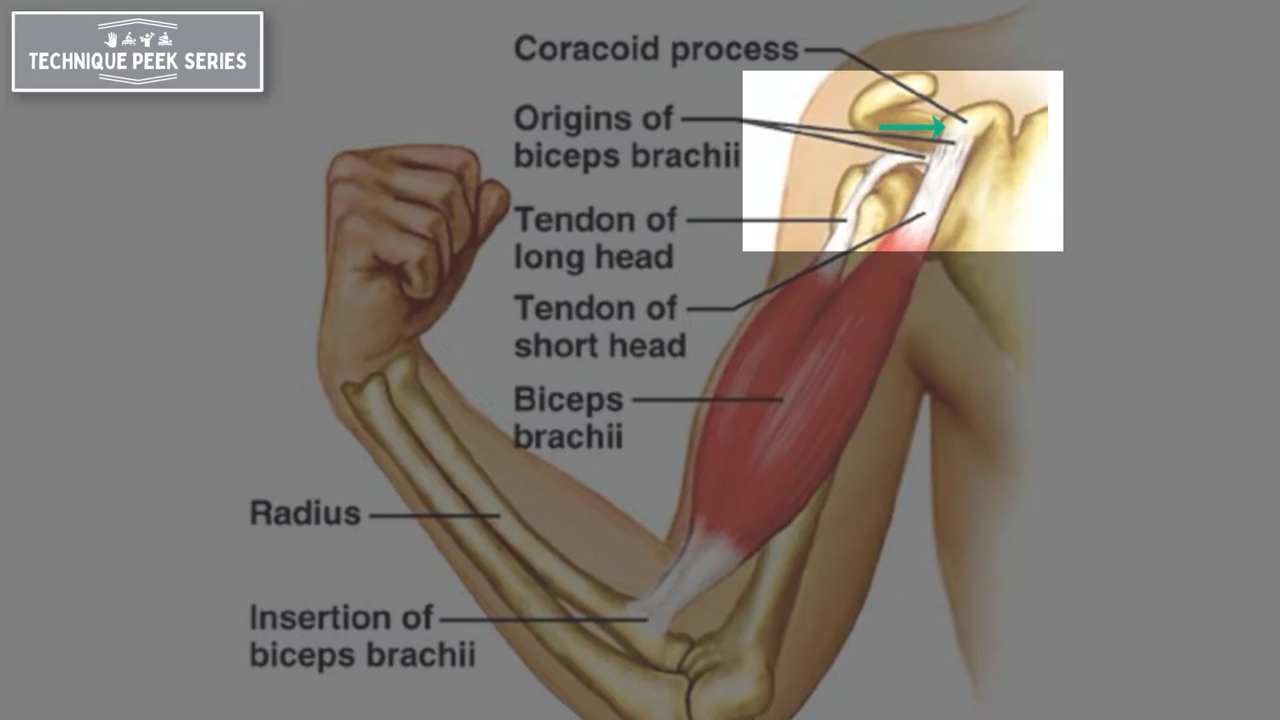 TECHNIQUE PEEK SERIES
Coracoid process
Origins of
biceps brachii
Tendon of
long head
Tendon of
short head
Biceps
brachii
Radius
Insertion of
biceps brachii